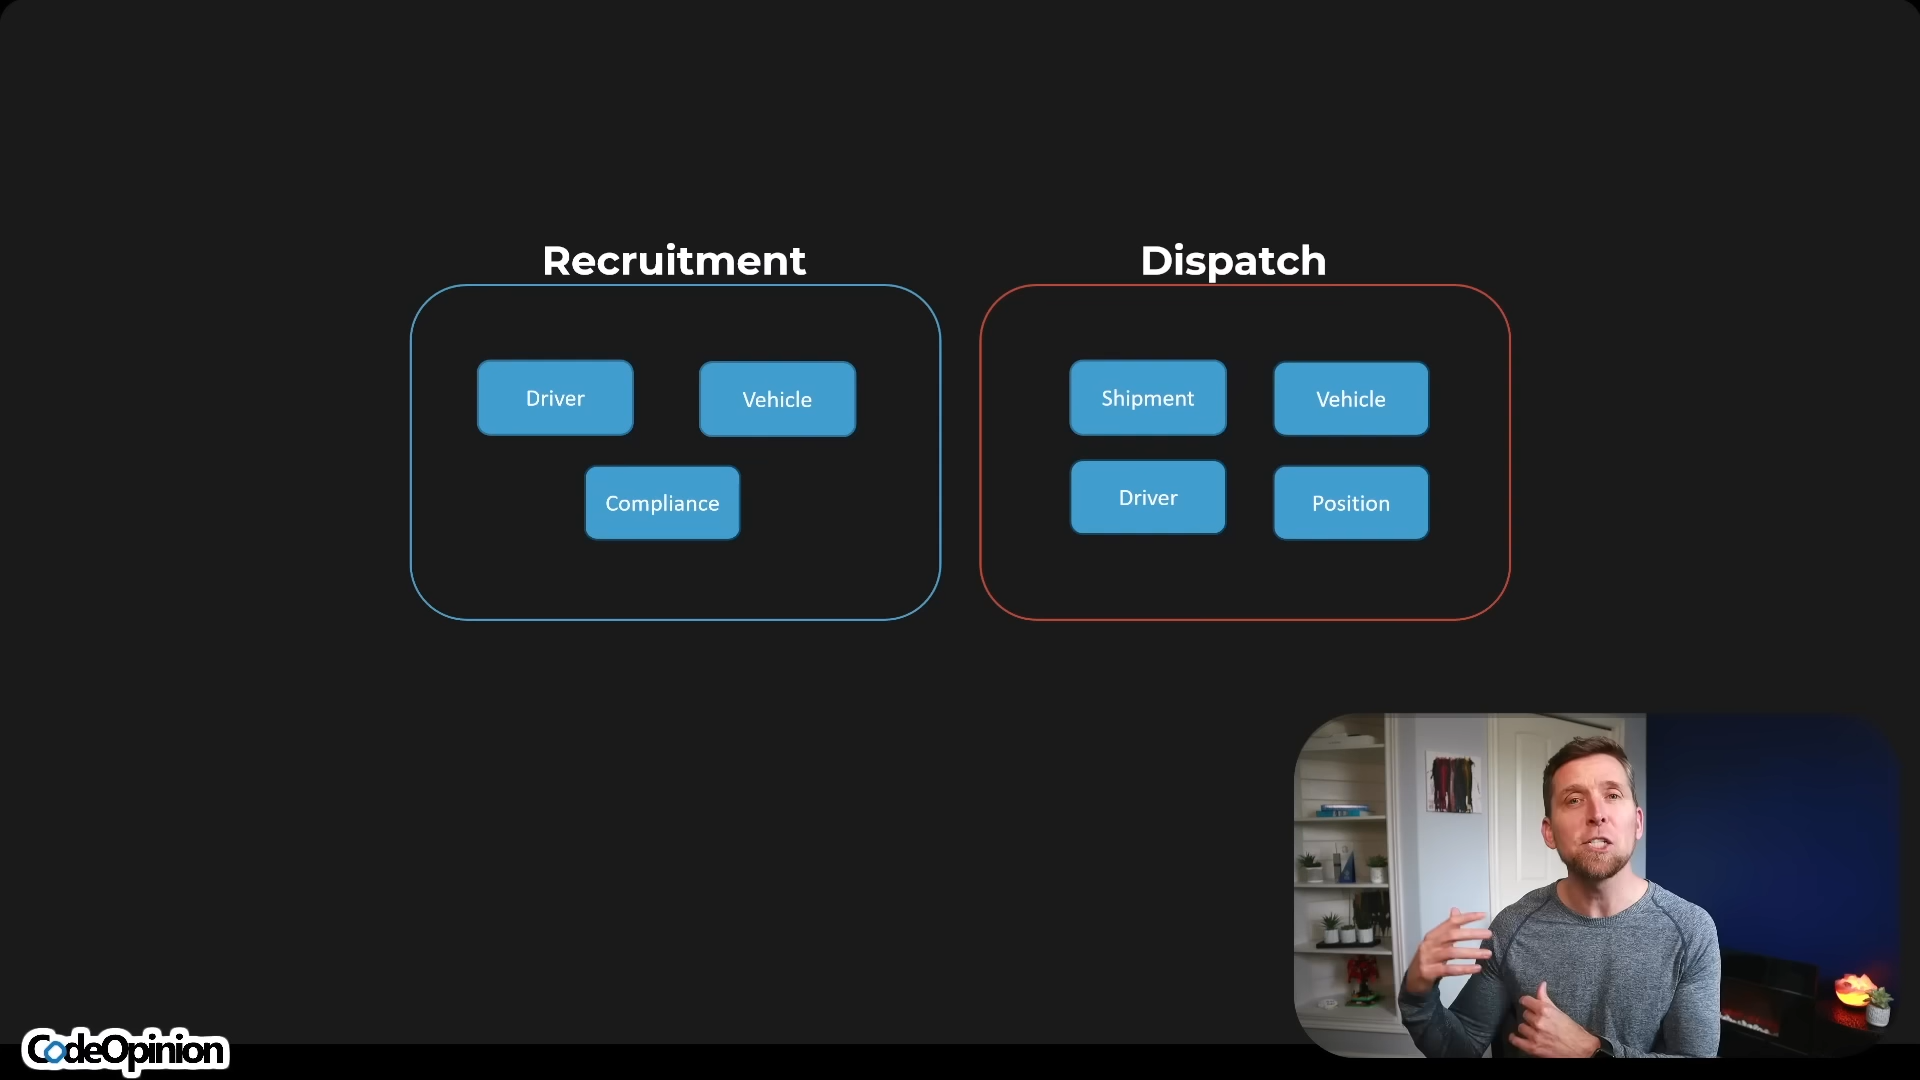 Recruitment
Driver
Vehicle
Compliance
Dispatch
Shipment
Vehicle
Driver
Position
CodeOpinion